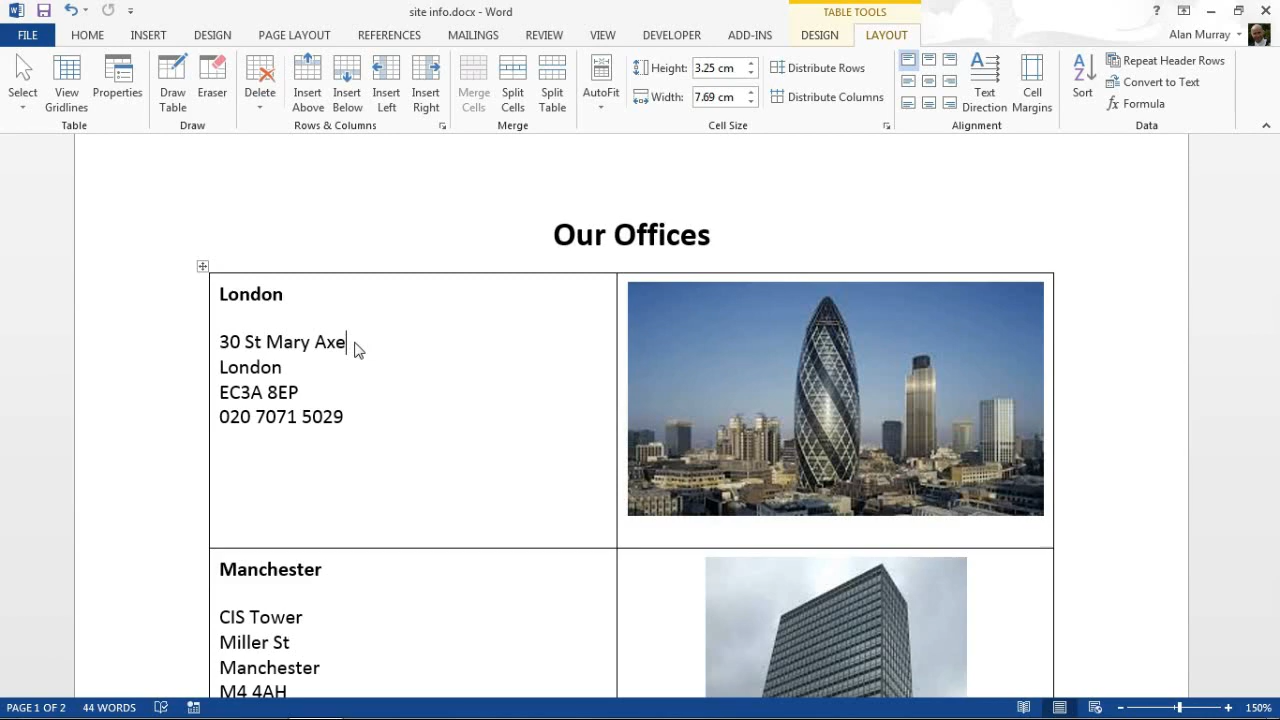 site info.docx - Word
TABLE TOOLS
?
FILE
HOME
INSERT
DESIGN
PAGE LAYOUT
REFERENCES
MAILINGS
REVIEW
VIEW
DEVELOPER
ADD-INS
DESIGN
LAYOUT
Alan Murray
Select
View
Gridlines
Properties
Table
Draw
Table
Eraser
Draw
Delete
Insert
Above
Insert
Below
Insert
Left
Insert
Right
Rows & Columns
Merge
Cells
Split
Cells
Split
Table
Merge
AutoFit
Height: 3.25 cm
Width: 7.69 cm
Distribute Rows
Distribute Columns
Cell Size
Text
Direction
Cell
Margins
Alignment
Sort
Repeat Header Rows
Convert to Text
Formula
Data
Our Offices
London
30 St Mary Axe
London
EC3A 8EP
020 7071 5029
Manchester
CIS Tower
Miller St
Manchester
M4 4AH
PAGE 1 OF 2
44 WORDS
150%